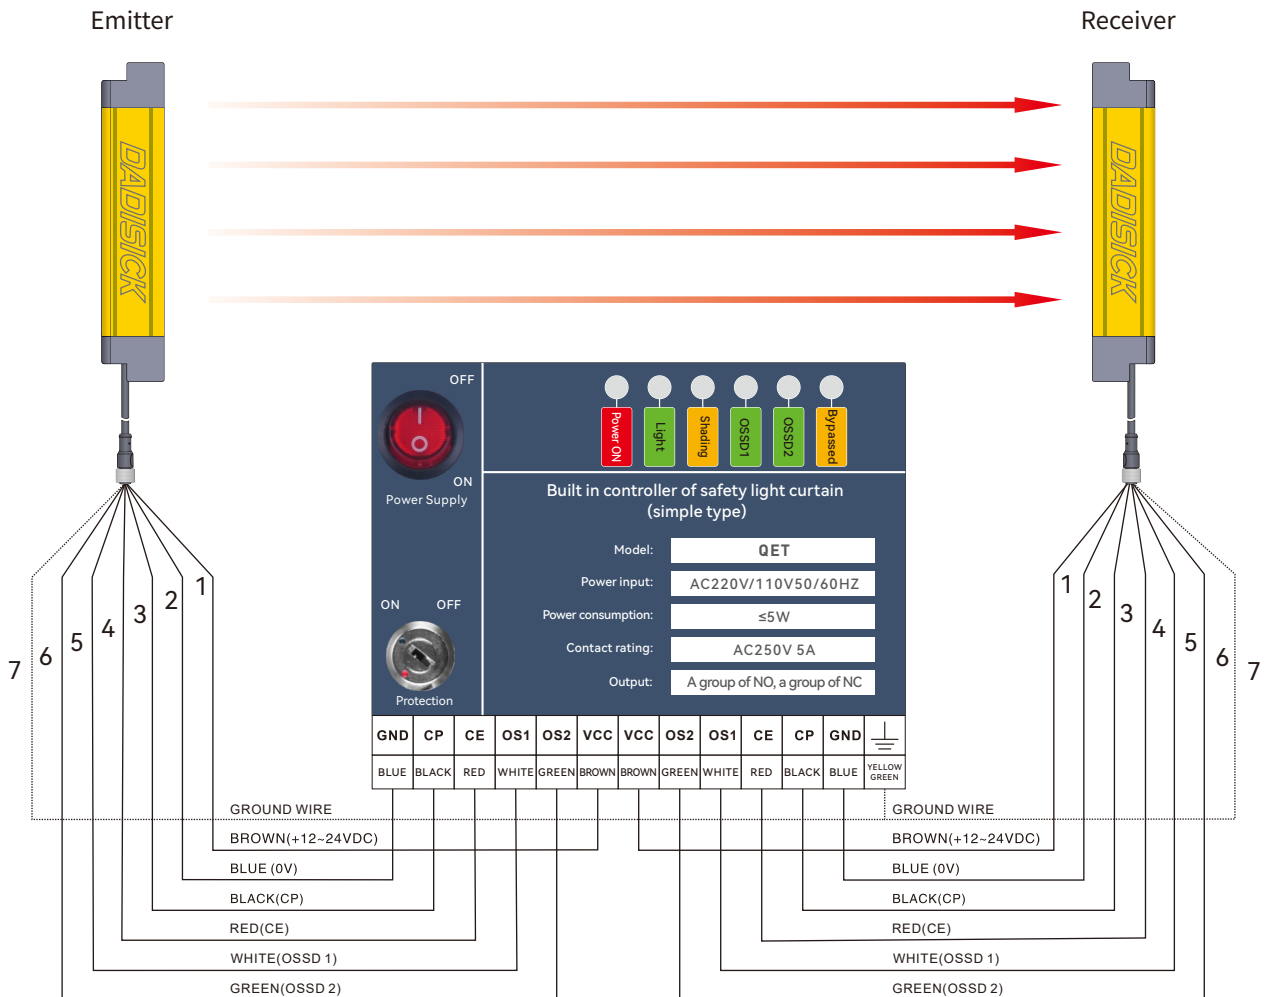 Emitter
Receiver
DADISICK
DADISICK
OFF
ON
Power Supply
Power ON
Light
Shading
OSSD1
OSSD2
Bypassed
Built in controller of safety light curtain
(simple type)
Model: QET
Power input: AC220V/110V50/60HZ
Power consumption: ≤5W
Contact rating: AC250V 5A
Output: A group of NO, a group of NC
ON OFF
Protection
GND CP CE OS1 OS2 VCC VCC OS2 OS1 CE CP GND
BLUE BLACK RED WHITE GREEN BROWN BROWN GREEN WHITE RED BLACK BLUE YELLOW GREEN
7 6 5 4 3 2 1
1 2 3 4 5 6 7
GROUND WIRE
BROWN(+12~24VDC)
BLUE (0V)
BLACK(CP)
RED(CE)
WHITE(OSSD 1)
GREEN(OSSD 2)
GROUND WIRE
BROWN(+12~24VDC)
BLUE (0V)
BLACK(CP)
RED(CE)
WHITE(OSSD 1)
GREEN(OSSD 2)